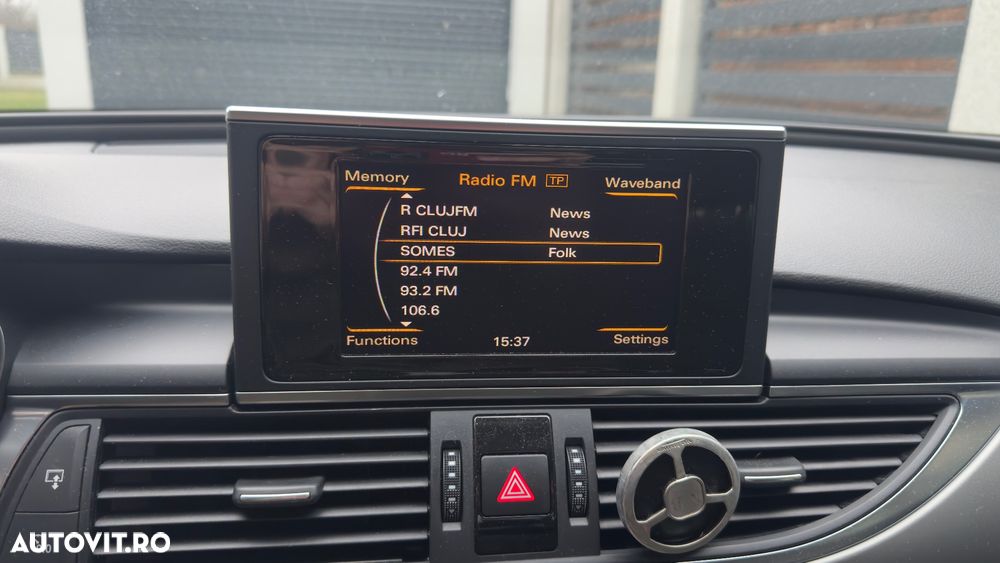 Memory
Radio FM TP
Waveband
R CLUJFM News
RFI CLUJ News
SOMES Folk
92.4 FM
93.2 FM
106.6
Functions
15:37
Settings
AUTOVIT.RO